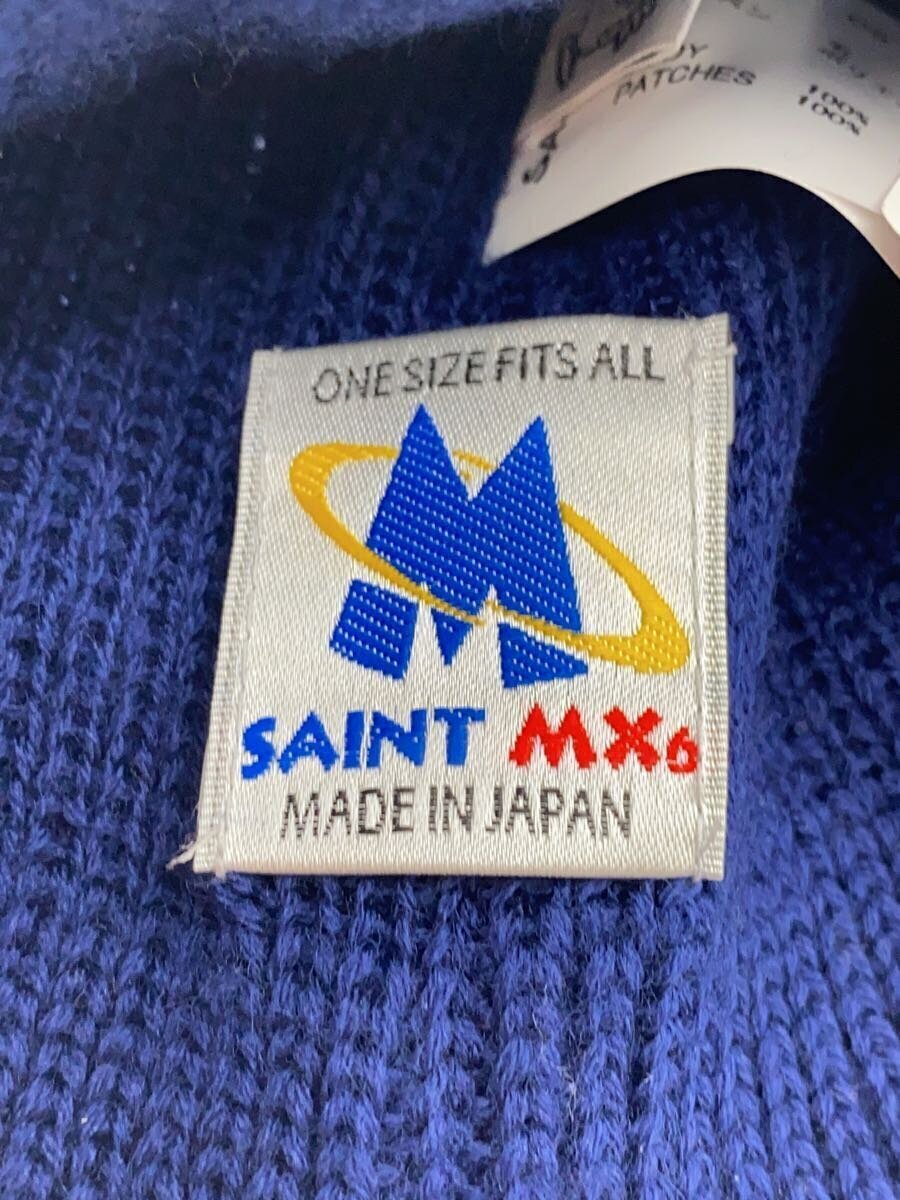 PATCHES
100%
100%
ONE SIZE FITS ALL
M
SAINT MX6
MADE IN JAPAN